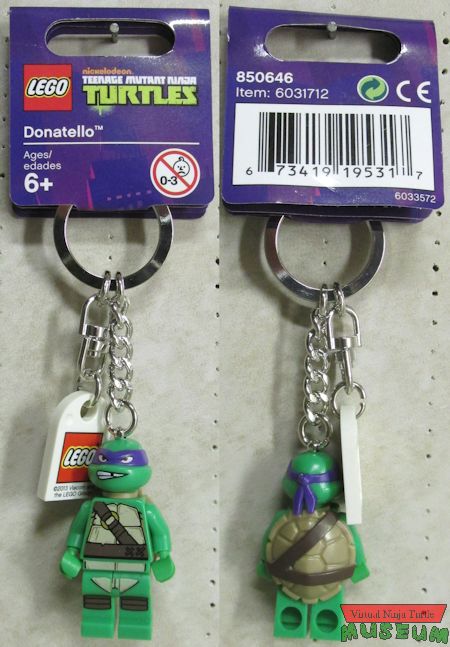 LEGO
nickelodeon
TEENAGE MUTANT NINJA
TURTLES
Donatello™
Ages/
edades
6+
0-3
LEGO
©2013 Viacom
the LEGO
850646
Item: 6031712
CE
6 73419 19531 7
6033572
Virtual Ninja Turtle
MUSEUM